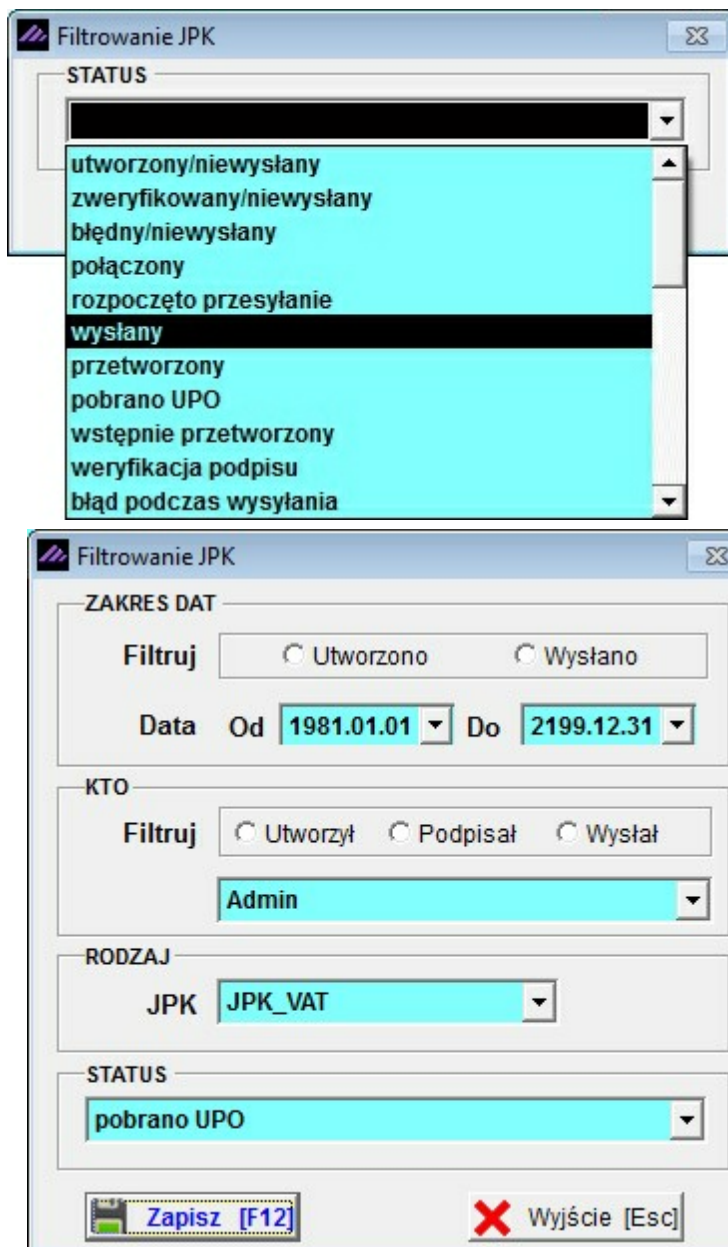 Filtrowanie JPK
STATUS
utworzony/niewysłany
zweryfikowany/niewysłany
błędny/niewysłany
połączony
rozpoczęto przesyłanie
wysłany
przetworzony
pobrano UPO
wstępnie przetworzony
weryfikacja podpisu
błąd podczas wysyłania
Filtrowanie JPK
ZAKRES DAT
Filtruj Utworzono Wysłano
Data Od 1981.01.01 Do 2199.12.31
KTO
Filtruj Utworzył Podpisał Wysłał
Admin
RODZAJ
JPK JPK_VAT
STATUS
pobrano UPO
Zapisz [F12] Wyjście [Esc]